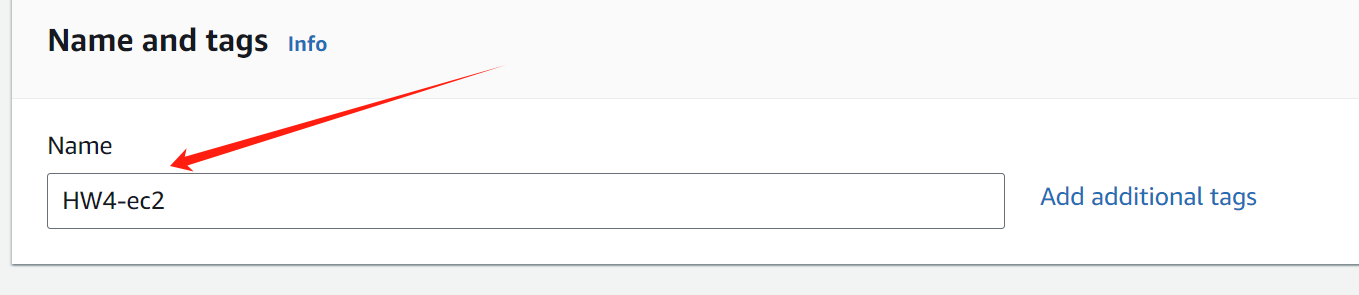 Name and tags Info
Name
HW4-ec2
Add additional tags